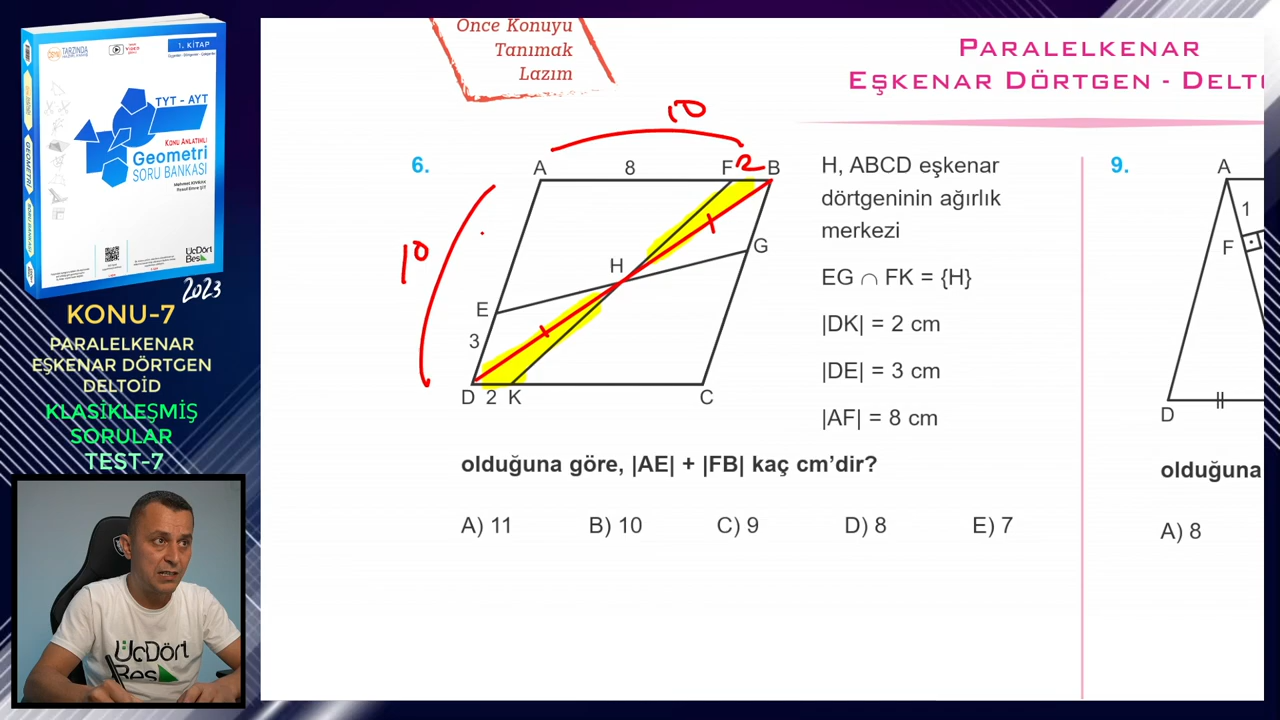 1. KİTAP
TYT - AYT
KONU ANLATIMLI
Geometri
SORU BANKASI
GEOMETRİ
ÜçDört
Beş
2023
KONU-7
PARALELKENAR
EŞKENAR DÖRTGEN
DELTOİD
KLASİKLEŞMİŞ
SORULAR
TEST-7
ÜçDört
Beş
Önce Konuyu
Tanımak
Lazım
PARALELKENAR
EŞKENAR DÖRTGEN - DELTO
6.
10
A 8 F 2 B
10
G
H
E
3
D 2 K C
H, ABCD eşkenar
dörtgeninin ağırlık
merkezi
EG ∩ FK = {H}
|DK| = 2 cm
|DE| = 3 cm
|AF| = 8 cm
olduğuna göre, |AE| + |FB| kaç cm’dir?
A) 11 B) 10 C) 9 D) 8 E) 7
9.
A
1
F
D
olduğuna
A) 8